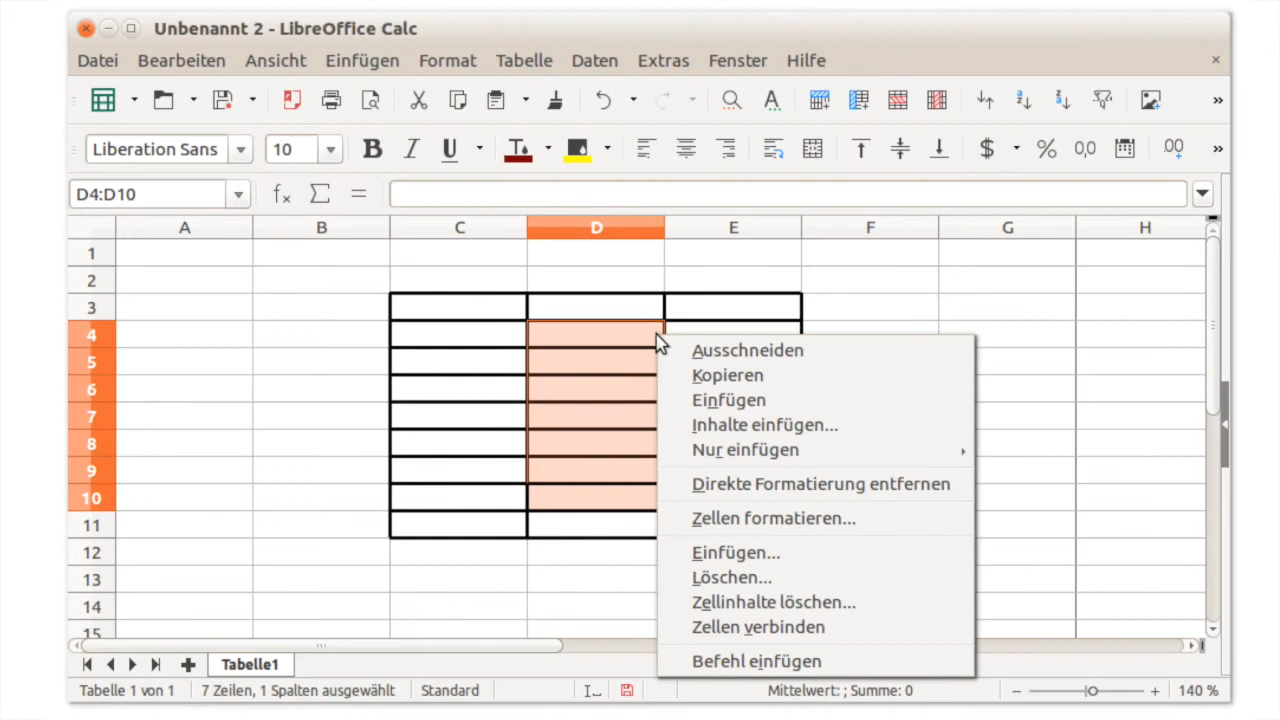 Unbenannt 2 - LibreOffice Calc
Datei Bearbeiten Ansicht Einfügen Format Tabelle Daten Extras Fenster Hilfe
Liberation Sans 10 0,0 00
D4:D10
A B C D E F G H
1
2
3
4
5
6
7
8
9
10
11
12
13
14
15
Ausschneiden
Kopieren
Einfügen
Inhalte einfügen...
Nur einfügen
Direkte Formatierung entfernen
Zellen formatieren...
Einfügen...
Löschen...
Zellinhalte löschen...
Zellen verbinden
Befehl einfügen
Tabelle1
Tabelle 1 von 1 7 Zeilen, 1 Spalten ausgewählt Standard Mittelwert: ; Summe: 0 140 %